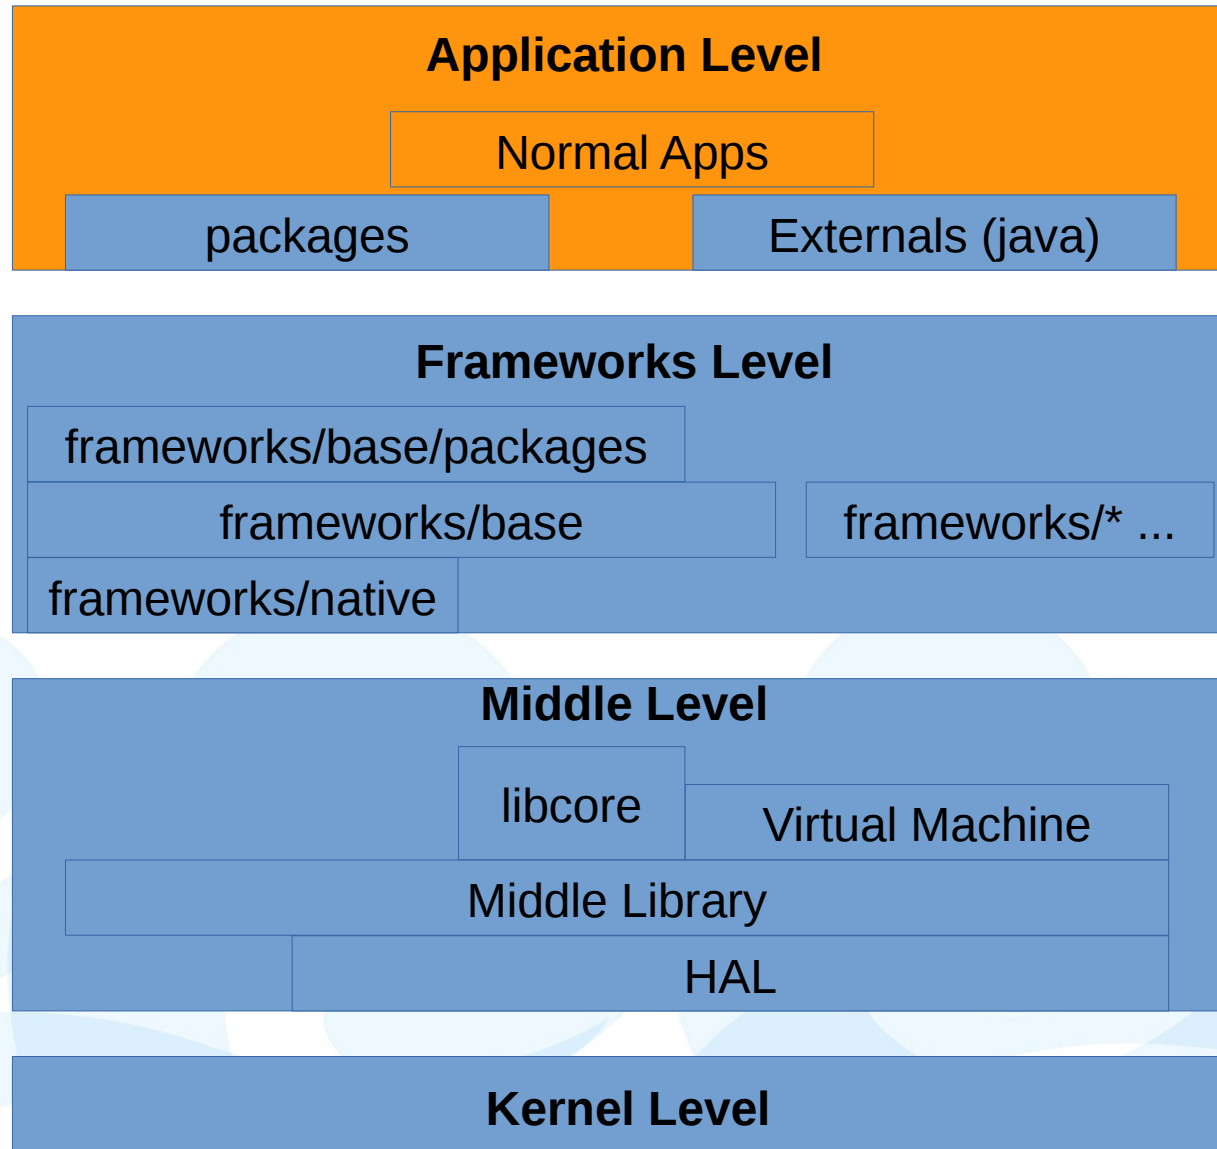 Application Level
Normal Apps
packages
Externals (java)
Frameworks Level
frameworks/base/packages
frameworks/base
frameworks/* ...
frameworks/native
Middle Level
libcore
Virtual Machine
Middle Library
HAL
Kernel Level